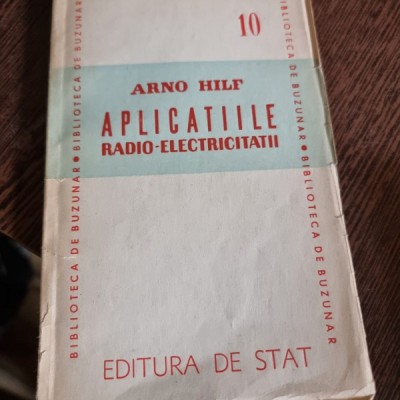 10
ARNO HILF
APLICATIILE
RADIO-ELECTRICITATII
EDITURA DE STAT
BIBLIOTECA DE BUZUNAR • BIBLIOTECA DE BUZUNAR
DE BUZUNAR • BIBLIOTECA DE BUZUNAR